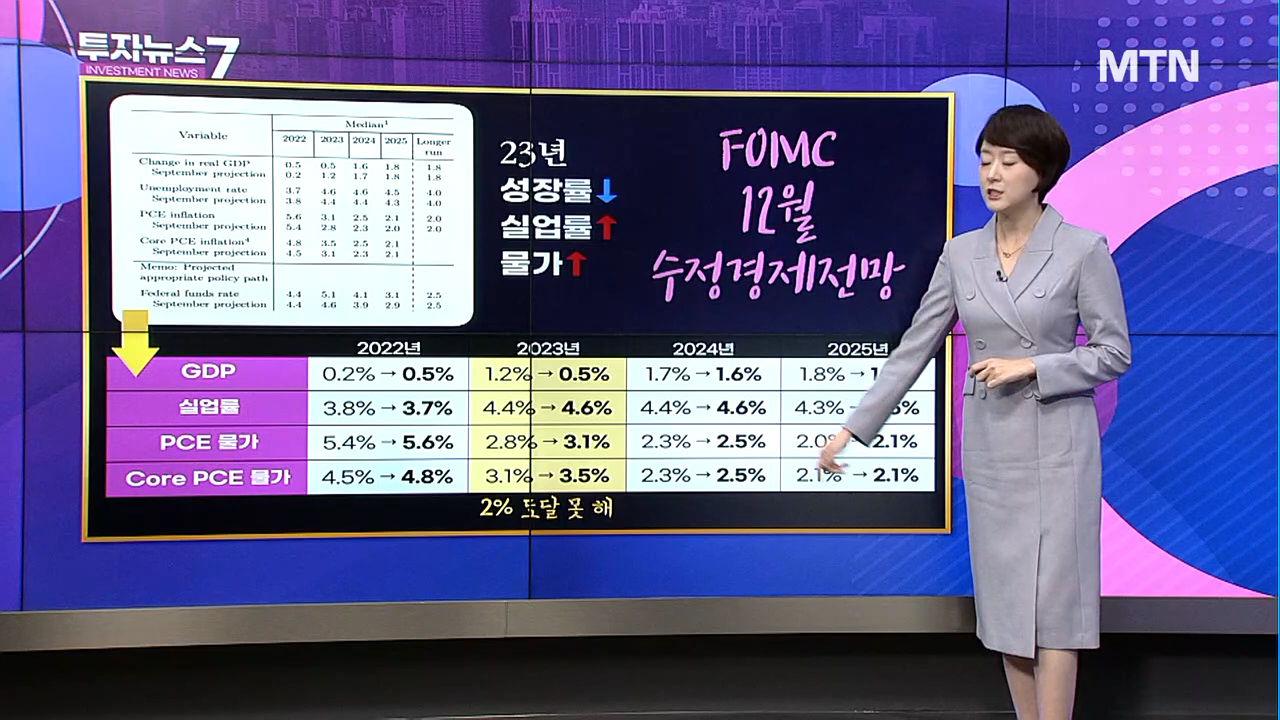 투자뉴스7
INVESTMENT NEWS
MTN
Variable Median¹
2022 2023 2024 2025 Longer run
Change in real GDP 0.5 0.5 1.6 1.8 1.8
September projection 0.2 1.2 1.7 1.8 1.8
Unemployment rate 3.7 4.6 4.6 4.5 4.0
September projection 3.8 4.4 4.4 4.3 4.0
PCE inflation 5.6 3.1 2.5 2.1 2.0
September projection 5.4 2.8 2.3 2.0 2.0
Core PCE inflation⁴ 4.8 3.5 2.5 2.1
September projection 4.5 3.1 2.3 2.1
Memo: Projected
appropriate policy path
Federal funds rate 4.4 5.1 4.1 3.1 2.5
September projection 4.4 4.6 3.9 2.9 2.5
23년
성장률↓
실업률↑
물가↑
FOMC
12월
수정경제전망
2022년 2023년 2024년 2025년
GDP 0.2% → 0.5% 1.2% → 0.5% 1.7% → 1.6% 1.8% →
실업률 3.8% → 3.7% 4.4% → 4.6% 4.4% → 4.6% 4.3% →
PCE 물가 5.4% → 5.6% 2.8% → 3.1% 2.3% → 2.5% 2.0% → 2.1%
Core PCE 물가 4.5% → 4.8% 3.1% → 3.5% 2.3% → 2.5% 2.1% → 2.1%
2% 도달 못 해